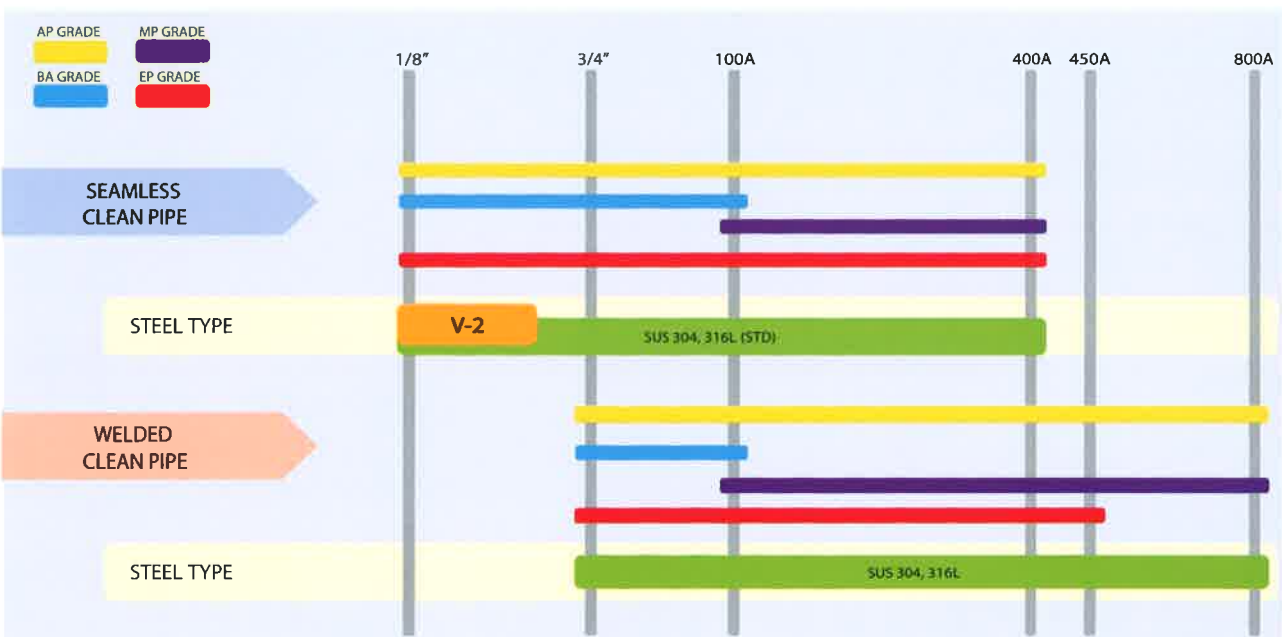 AP GRADE MP GRADE
BA GRADE EP GRADE
1/8" 3/4" 100A 400A 450A 800A
SEAMLESS
CLEAN PIPE
STEEL TYPE V-2 SUS 304, 316L (STD)
WELDED
CLEAN PIPE
STEEL TYPE SUS 304, 316L